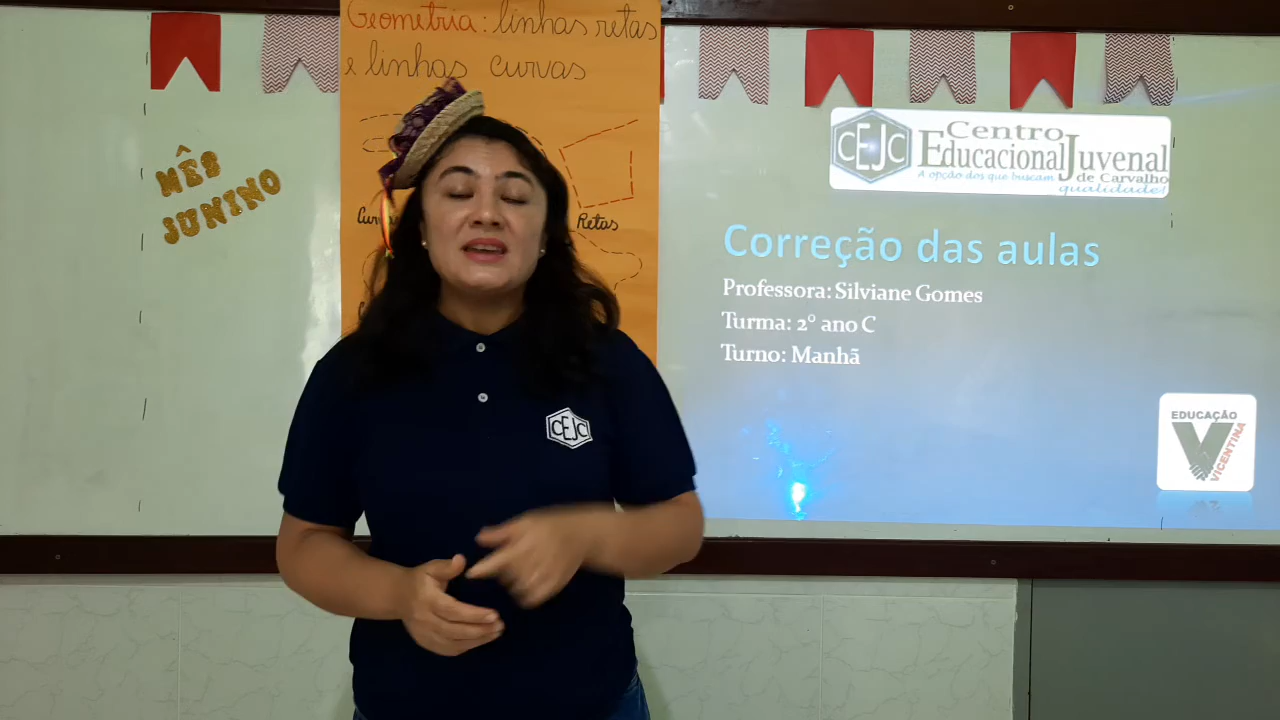 Geometria: linhas retas
e linhas curvas
MÊS
JUNINO
Retas
CEJC
Centro
Educacional Juvenal
de Carvalho
A opção dos que buscam
qualidade!
Correção das aulas
Professora: Silviane Gomes
Turma: 2º ano C
Turno: Manhã
CEJC
EDUCAÇÃO
VICENTINA